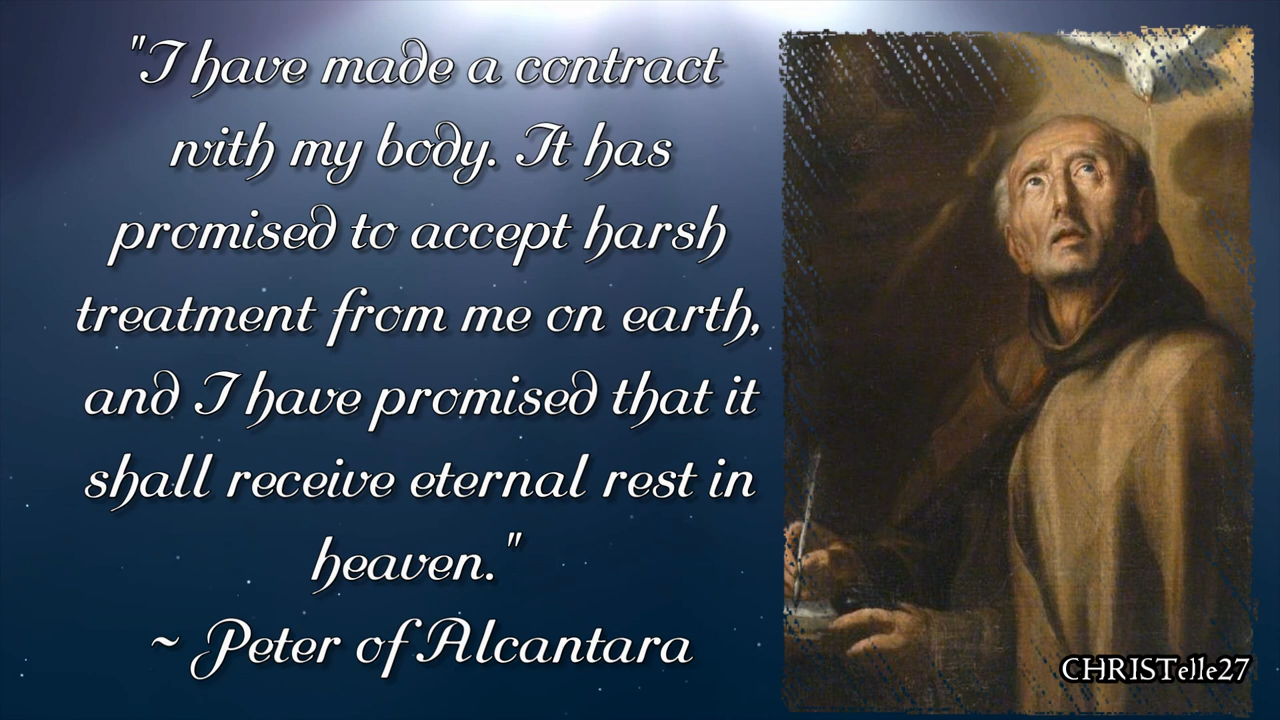 "I have made a contract
with my body. It has
promised to accept harsh
treatment from me on earth,
and I have promised that it
shall receive eternal rest in
heaven."
~ Peter of Alcantara
CHRISTelle27